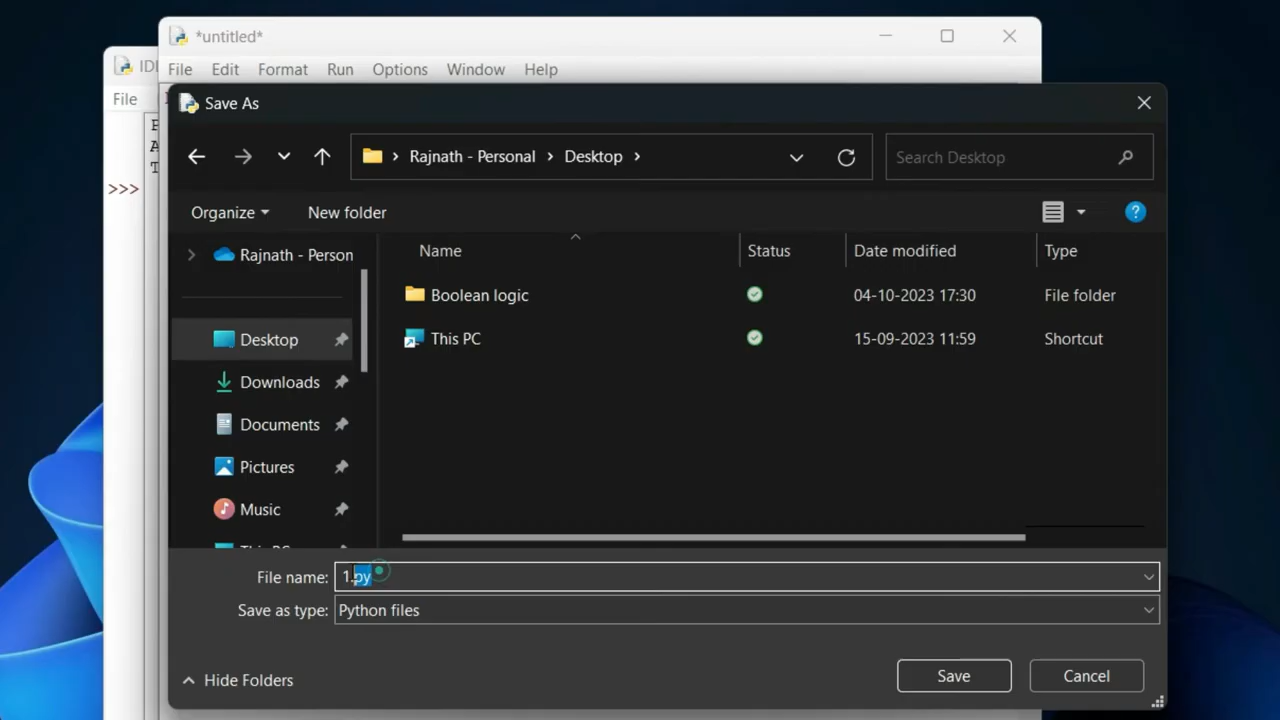 *untitled*
File Edit Format Run Options Window Help
File
>>>
Save As
Rajnath - Personal > Desktop >
Search Desktop
Organize New folder
Rajnath - Person
Desktop
Downloads
Documents
Pictures
Music
Name Status Date modified Type
Boolean logic 04-10-2023 17:30 File folder
This PC 15-09-2023 11:59 Shortcut
File name: 1.py
Save as type: Python files
Hide Folders
Save Cancel